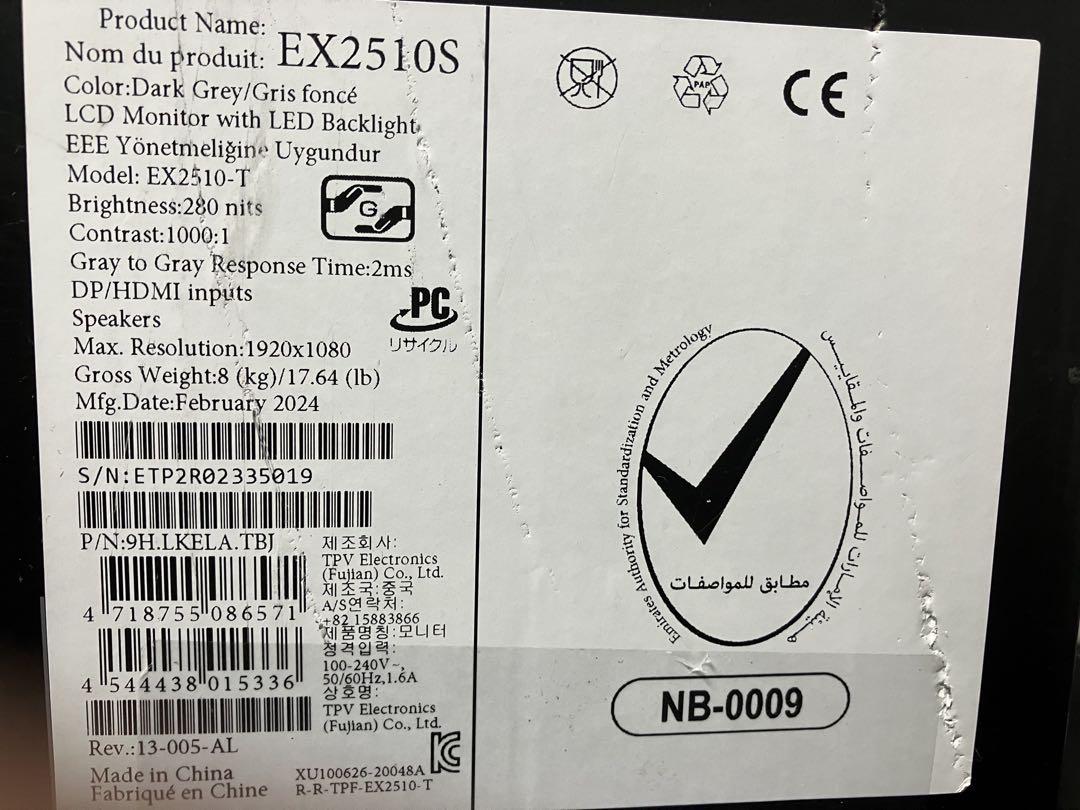 Product Name:
Nom du produit: EX2510S
Color:Dark Grey/Gris foncé
LCD Monitor with LED Backlight
EEE Yönetmeliğine Uygundur
Model: EX2510-T
Brightness:280 nits
G
Contrast:1000:1
Gray to Gray Response Time:2ms
DP/HDMI inputs
PC
Speakers
リサイクル
Max. Resolution:1920x1080
Gross Weight:8 (kg)/17.64 (lb)
Mfg.Date:February 2024
S/N:ETP2R02335019
P/N:9H.LKELA.TBJ
4 718755 086571
4 544438 015336
Rev.:13-005-AL
Made in China
Fabriqué en Chine
제조회사:
TPV Electronics
(Fujian) Co., Ltd.
제조국:중국
A/S연락처:
+82 15883866
제품명칭:모니터
정격입력:
100-240V~,
50/60Hz,1.6A
상호명:
TPV Electronics
(Fujian) Co., Ltd.
XU100626-20048A
R-R-TPF-EX2510-T
PAP
CE
Emirates Authority for Standardization and Metrology
هيئة الإمارات للمواصفات والمقاييس
مطابق للمواصفات
NB-0009